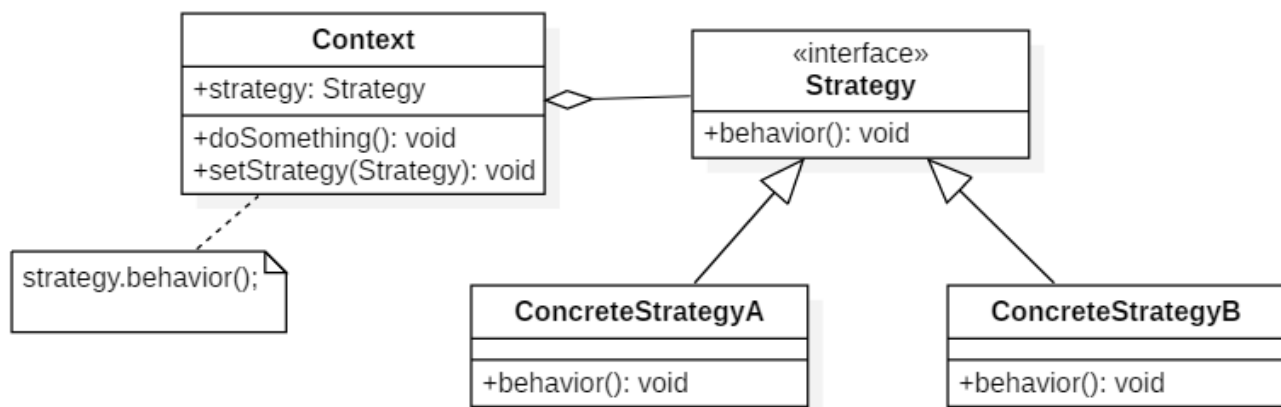 Context
+strategy: Strategy
+doSomething(): void
+setStrategy(Strategy): void
«interface»
Strategy
+behavior(): void
strategy.behavior();
ConcreteStrategyA
+behavior(): void
ConcreteStrategyB
+behavior(): void